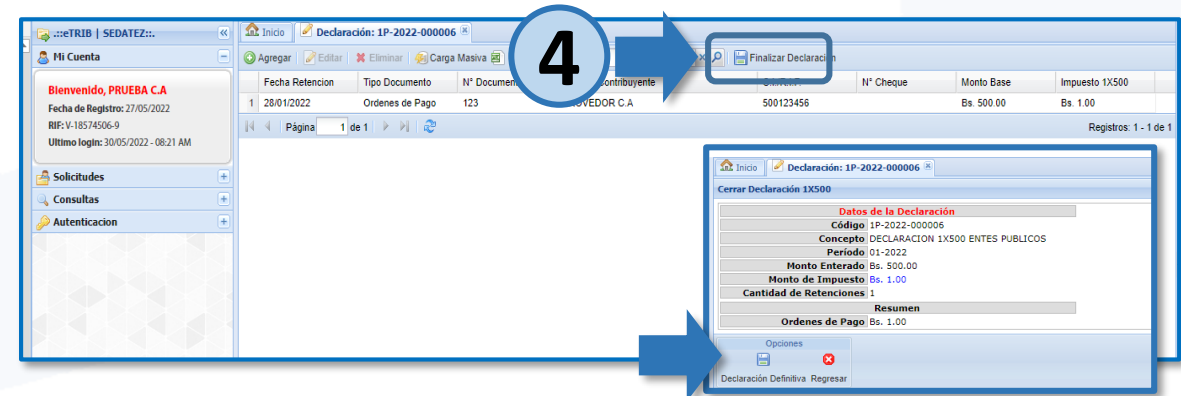 .::eTRIB | SEDATEZ::.
Mi Cuenta
Bienvenido, PRUEBA C.A
Fecha de Registro: 27/05/2022
RIF: V-18574506-9
Ultimo login: 30/05/2022 - 08:21 AM
Solicitudes
Consultas
Autenticacion
Inicio Declaración: 1P-2022-000006
Agregar Editar Eliminar Carga Masiva Finalizar Declaración
4
Fecha Retencion Tipo Documento N° Document Contribuyente N° Cheque Monto Base Impuesto 1X500
1 28/01/2022 Ordenes de Pago 123 VEDOR C.A 500123456 Bs. 500.00 Bs. 1.00
Página 1 de 1 Registros: 1 - 1 de 1
Inicio Declaración: 1P-2022-000006
Cerrar Declaración 1X500
Datos de la Declaración
Código 1P-2022-000006
Concepto DECLARACION 1X500 ENTES PUBLICOS
Período 01-2022
Monto Enterado Bs. 500.00
Monto de Impuesto Bs. 1.00
Cantidad de Retenciones 1
Resumen
Ordenes de Pago Bs. 1.00
Opciones
Declaración Definitiva Regresar